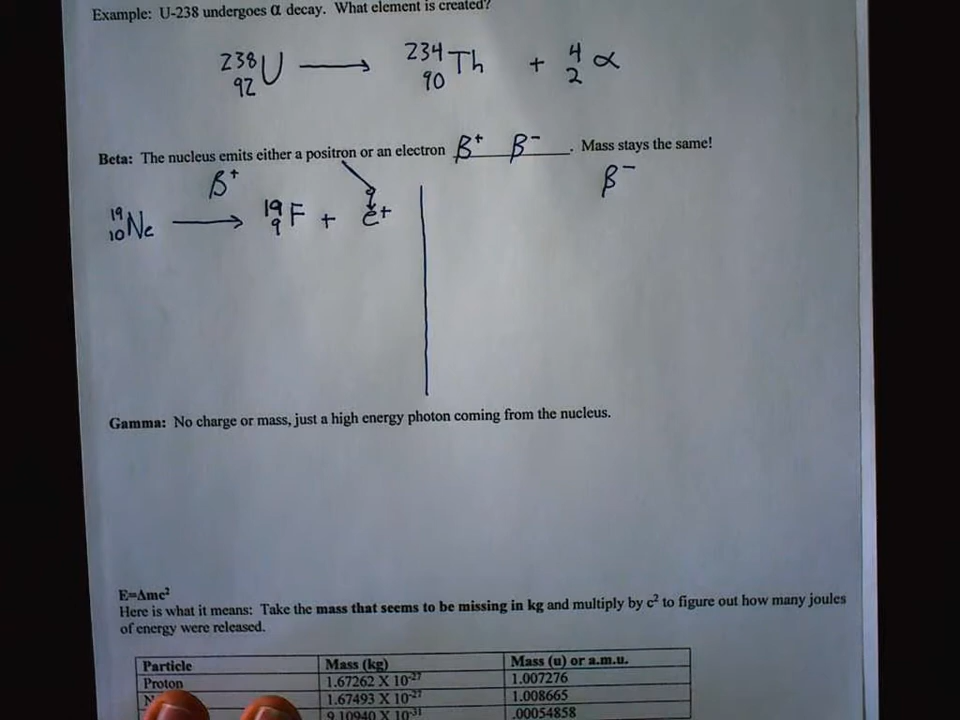 Example: U-238 undergoes α decay. What element is created?
238 92 U → 234 90 Th + 4 2 α
Beta: The nucleus emits either a positron or an electron β+ β-. Mass stays the same!
β+
β-
19 10 Ne → 19 9 F + e+
Gamma: No charge or mass, just a high energy photon coming from the nucleus.
E=Δmc²
Here is what it means: Take the mass that seems to be missing in kg and multiply by c² to figure out how many joules
of energy were released.
Particle Mass (kg) Mass (u) or a.m.u.
Proton 1.67262 X 10⁻²⁷ 1.007276
N 1.67493 X 10⁻²⁷ 1.008665
9.10940 X 10⁻³¹ .00054858